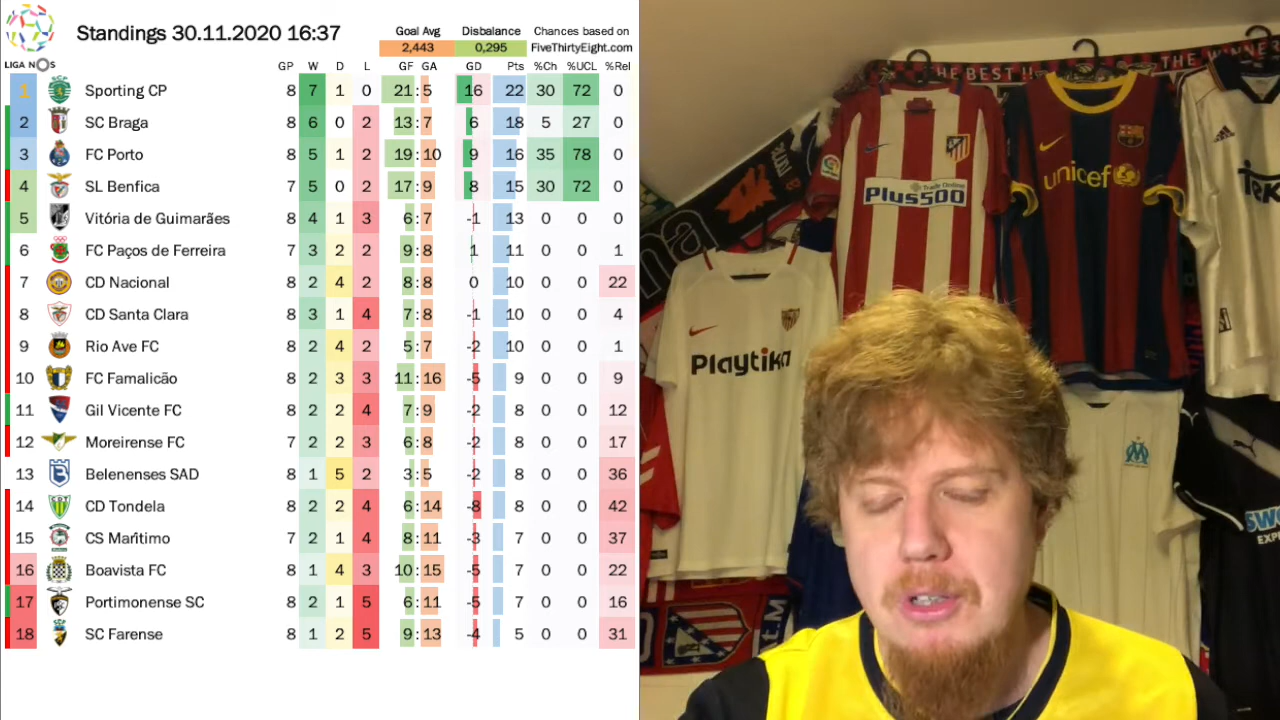 Standings 30.11.2020 16:37
Goal Avg Disbalance Chances based on
2,443 0,295 FiveThirtyEight.com
LIGA NOS GP W D L GF GA GD Pts %Ch %UCL %Rel
1 Sporting CP 8 7 1 0 21:5 16 22 30 72 0
2 SC Braga 8 6 0 2 13:7 6 18 5 27 0
3 FC Porto 8 5 1 2 19:10 9 16 35 78 0
4 SL Benfica 7 5 0 2 17:9 8 15 30 72 0
5 Vitória de Guimarães 8 4 1 3 6:7 -1 13 0 0 0
6 FC Paços de Ferreira 7 3 2 2 9:8 1 11 0 0 1
7 CD Nacional 8 2 4 2 8:8 0 10 0 0 22
8 CD Santa Clara 8 3 1 4 7:8 -1 10 0 0 4
9 Rio Ave FC 8 2 4 2 5:7 -2 10 0 0 1
10 FC Famalicão 8 2 3 3 11:16 -5 9 0 0 9
11 Gil Vicente FC 8 2 2 4 7:9 -2 8 0 0 12
12 Moreirense FC 7 2 2 3 6:8 -2 8 0 0 17
13 Belenenses SAD 8 1 5 2 3:5 -2 8 0 0 36
14 CD Tondela 8 2 2 4 6:14 -8 8 0 0 42
15 CS Marítimo 7 2 1 4 8:11 -3 7 0 0 37
16 Boavista FC 8 1 4 3 10:15 -5 7 0 0 22
17 Portimonense SC 8 2 1 5 6:11 -5 7 0 0 16
18 SC Farense 8 1 2 5 9:13 -4 5 0 0 31
THE BEST !! THE WINNER
Trade Online
Plus500
unicef
Playtika